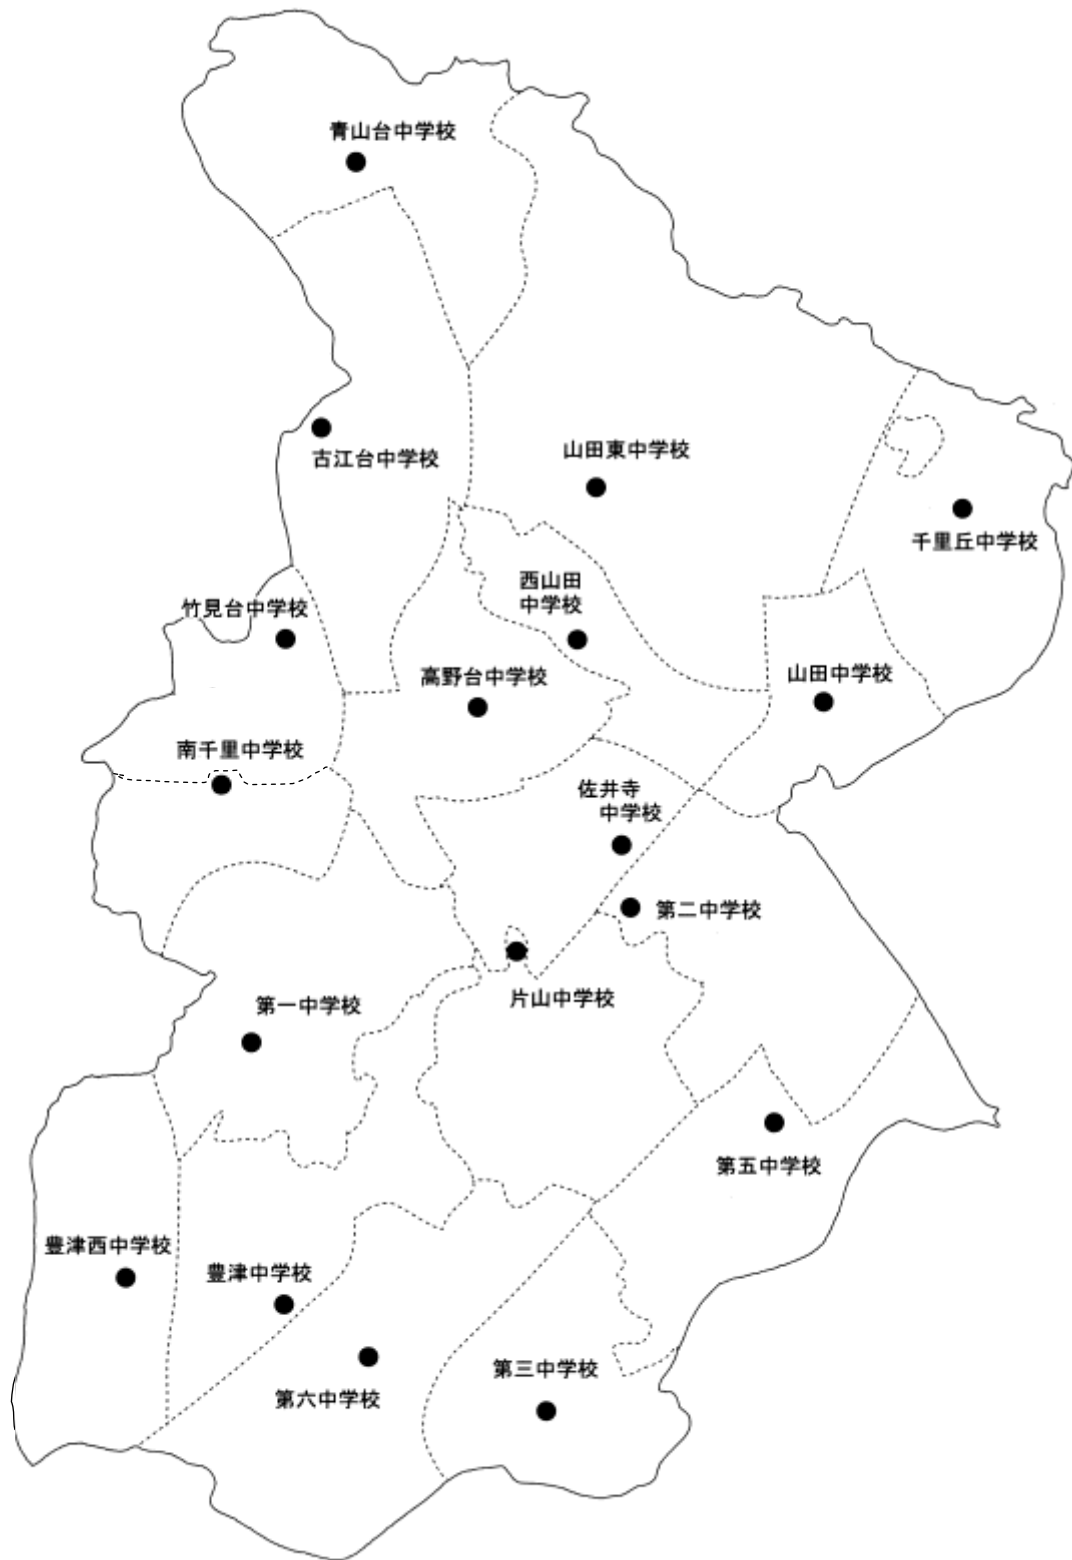 青山台中学校
古江台中学校
山田東中学校
千里丘中学校
西山田
中学校
竹見台中学校
高野台中学校
山田中学校
南千里中学校
佐井寺
中学校
第二中学校
片山中学校
第一中学校
第五中学校
豊津西中学校
豊津中学校
第三中学校
第六中学校